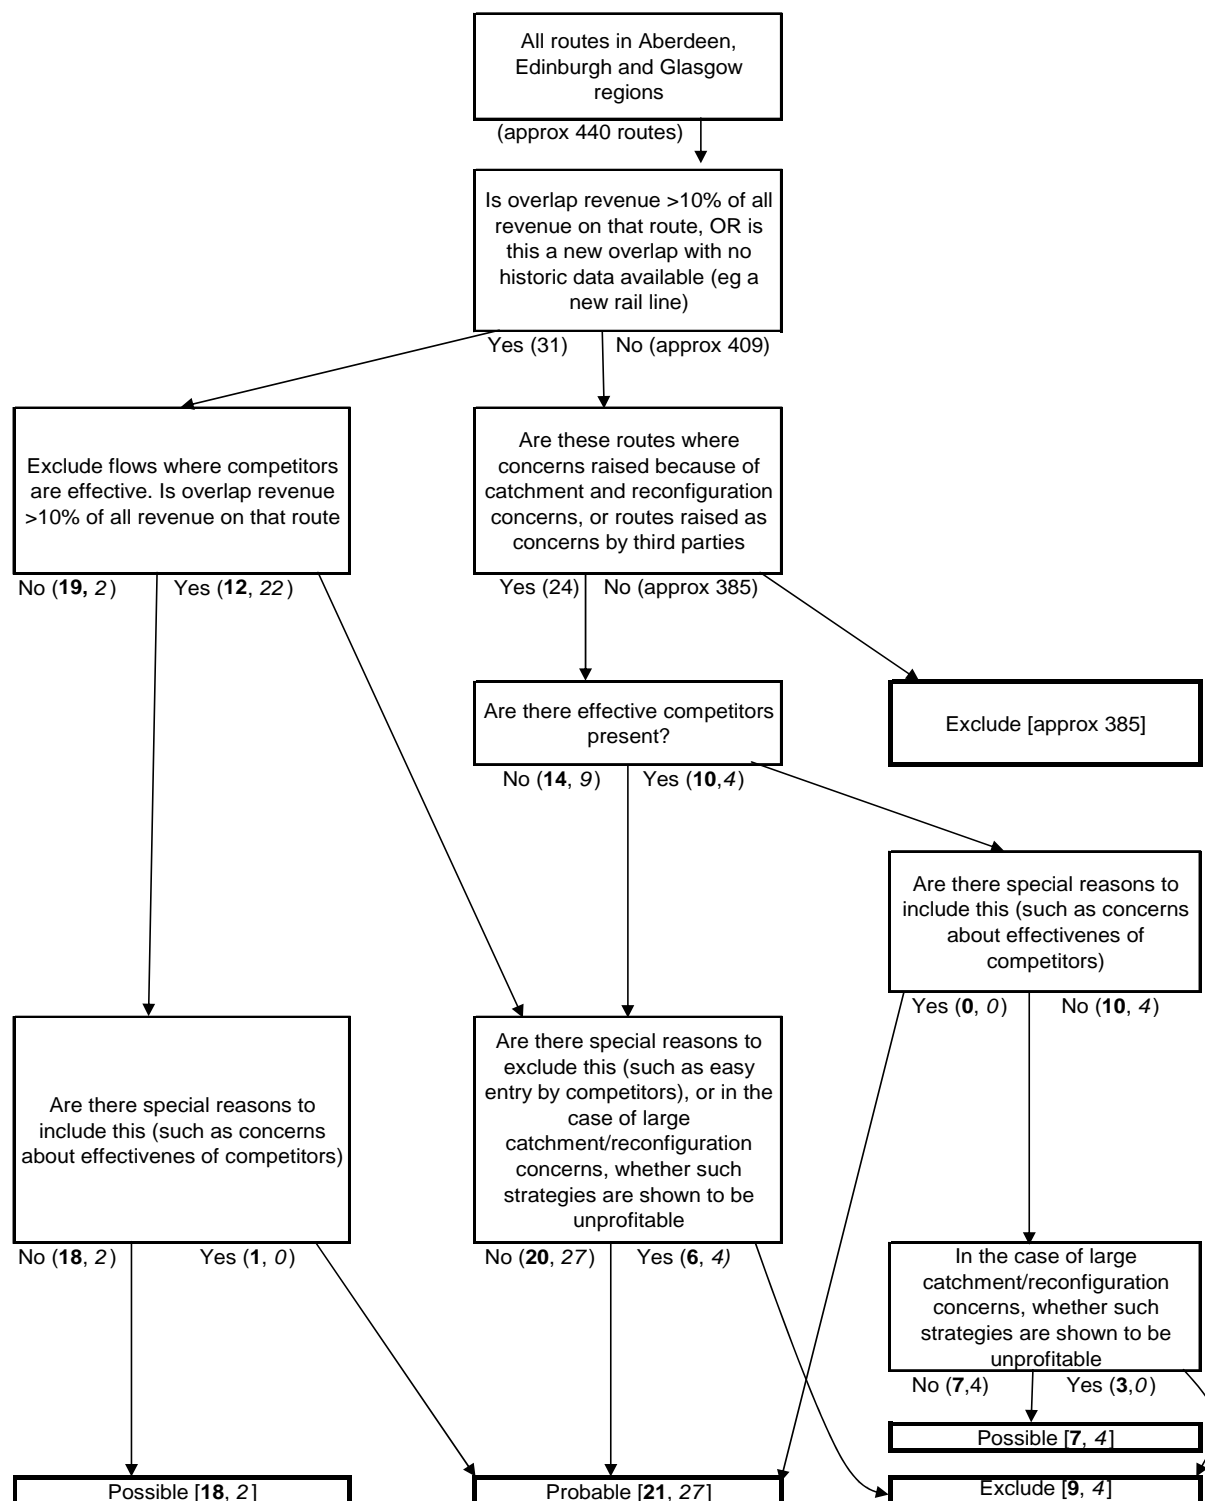 All routes in Aberdeen,
Edinburgh and Glasgow
regions
(approx 440 routes)
Is overlap revenue >10% of all
revenue on that route, OR is
this a new overlap with no
historic data available (eg a
new rail line)
Yes (31) No (approx 409)
Exclude flows where competitors
are effective. Is overlap revenue
>10% of all revenue on that route
No (19, 2) Yes (12, 22)
Are these routes where
concerns raised because of
catchment and reconfiguration
concerns, or routes raised as
concerns by third parties
Yes (24) No (approx 385)
Exclude [approx 385]
Are there effective competitors
present?
No (14, 9) Yes (10,4)
Are there special reasons to
include this (such as concerns
about effectivenes of
competitors)
Yes (0, 0) No (10, 4)
Are there special reasons to
include this (such as concerns
about effectivenes of competitors)
No (18, 2) Yes (1, 0)
Are there special reasons to
exclude this (such as easy
entry by competitors), or in the
case of large
catchment/reconfiguration
concerns, whether such
strategies are shown to be
unprofitable
No (20, 27) Yes (6, 4)
In the case of large
catchment/reconfiguration
concerns, whether such
strategies are shown to be
unprofitable
No (7,4) Yes (3,0)
Possible [7, 4]
Possible [18, 2]
Probable [21, 27]
Exclude [9, 4]